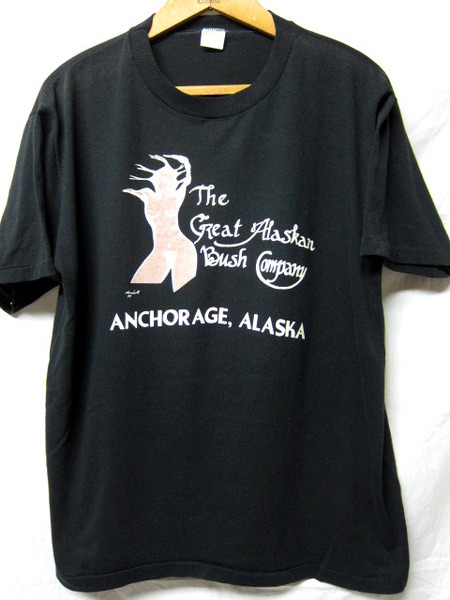 The
Great Alaskan
Bush Company
ANCHORAGE, ALASKA